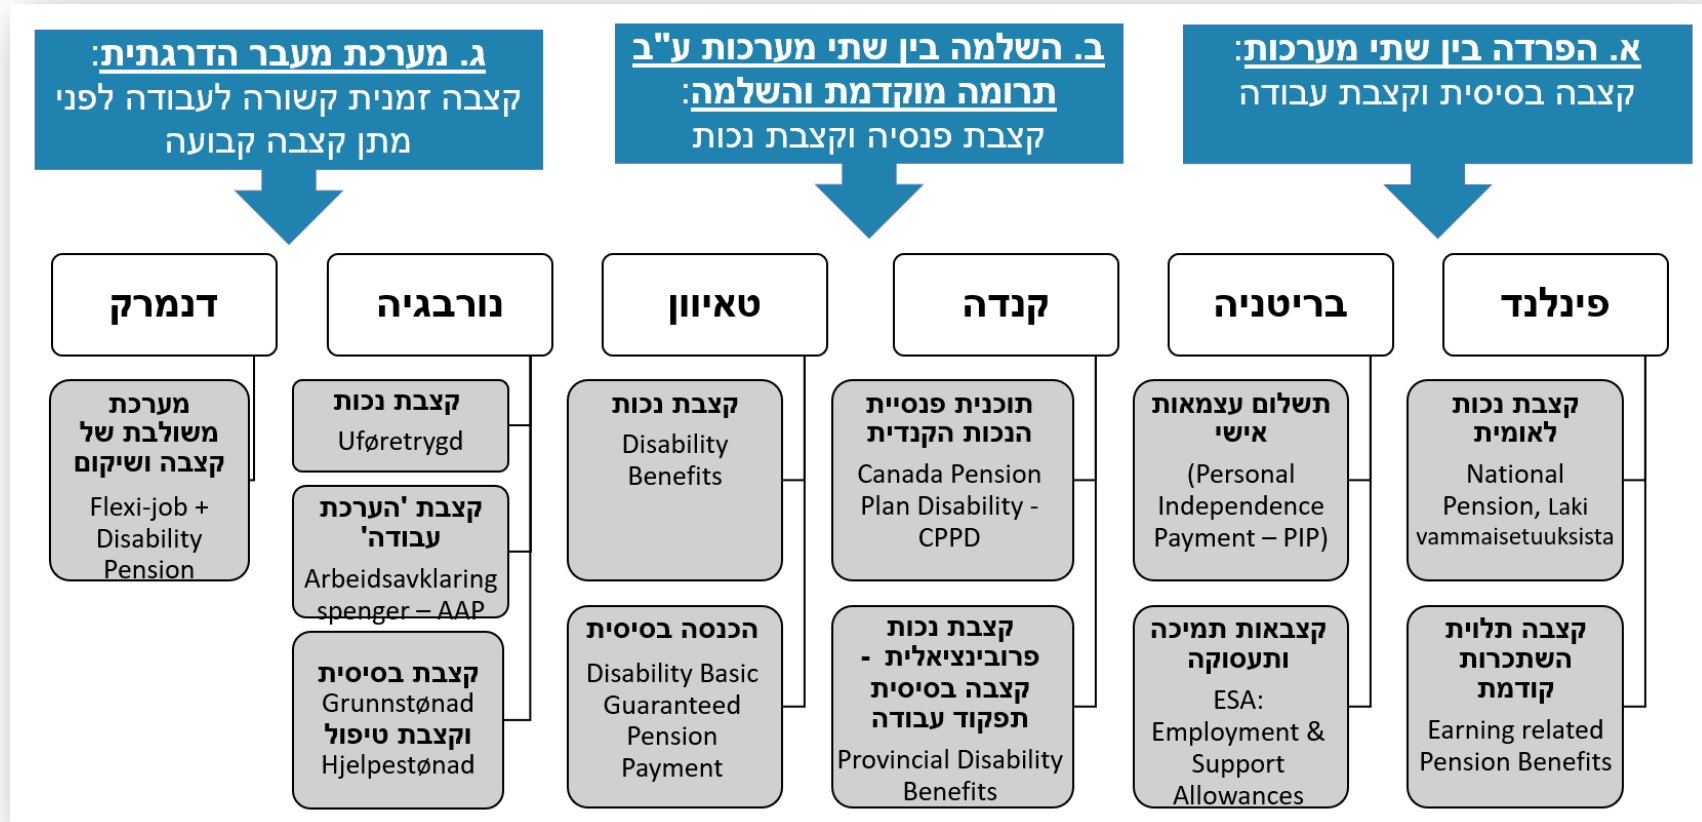 א. הפרדה בין שתי מערכות:
קצבה בסיסית וקצבת עבודה
ב. השלמה בין שתי מערכות ע"ב
תרומה מוקדמת והשלמה:
קצבת פנסיה וקצבת נכות
ג. מערכת מעבר הדרגתית:
קצבה זמנית קשורה לעבודה לפני
מתן קצבה קבועה
פינלנד
קצבת נכות
לאומית
National
Pension, Laki
vammaisetuuksista
קצבה תלוית
השתכרות
קודמת
Earning related
Pension Benefits
בריטניה
תשלום עצמאות
אישי
(Personal
Independence
Payment – PIP)
קצבאות תמיכה
ותעסוקה
ESA:
Employment &
Support
Allowances
קנדה
תוכנית פנסיית
הנכות הקנדית
Canada Pension
Plan Disability -
CPPD
קצבת נכות
פרובינציאלית -
קצבה בסיסית
תפקוד עבודה
Provincial Disability
Benefits
טאיוון
קצבת נכות
Disability
Benefits
הכנסה בסיסית
Disability Basic
Guaranteed
Pension
Payment
נורבגיה
קצבת נכות
Uføretrygd
קצבת 'הערכת
עבודה'
Arbeidsavklaring
spenger – AAP
קצבת בסיסית
Grunnstønad
וקצבת טיפול
Hjelpestønad
דנמרק
מערכת
משולבת של
קצבה ושיקום
Flexi-job +
Disability
Pension